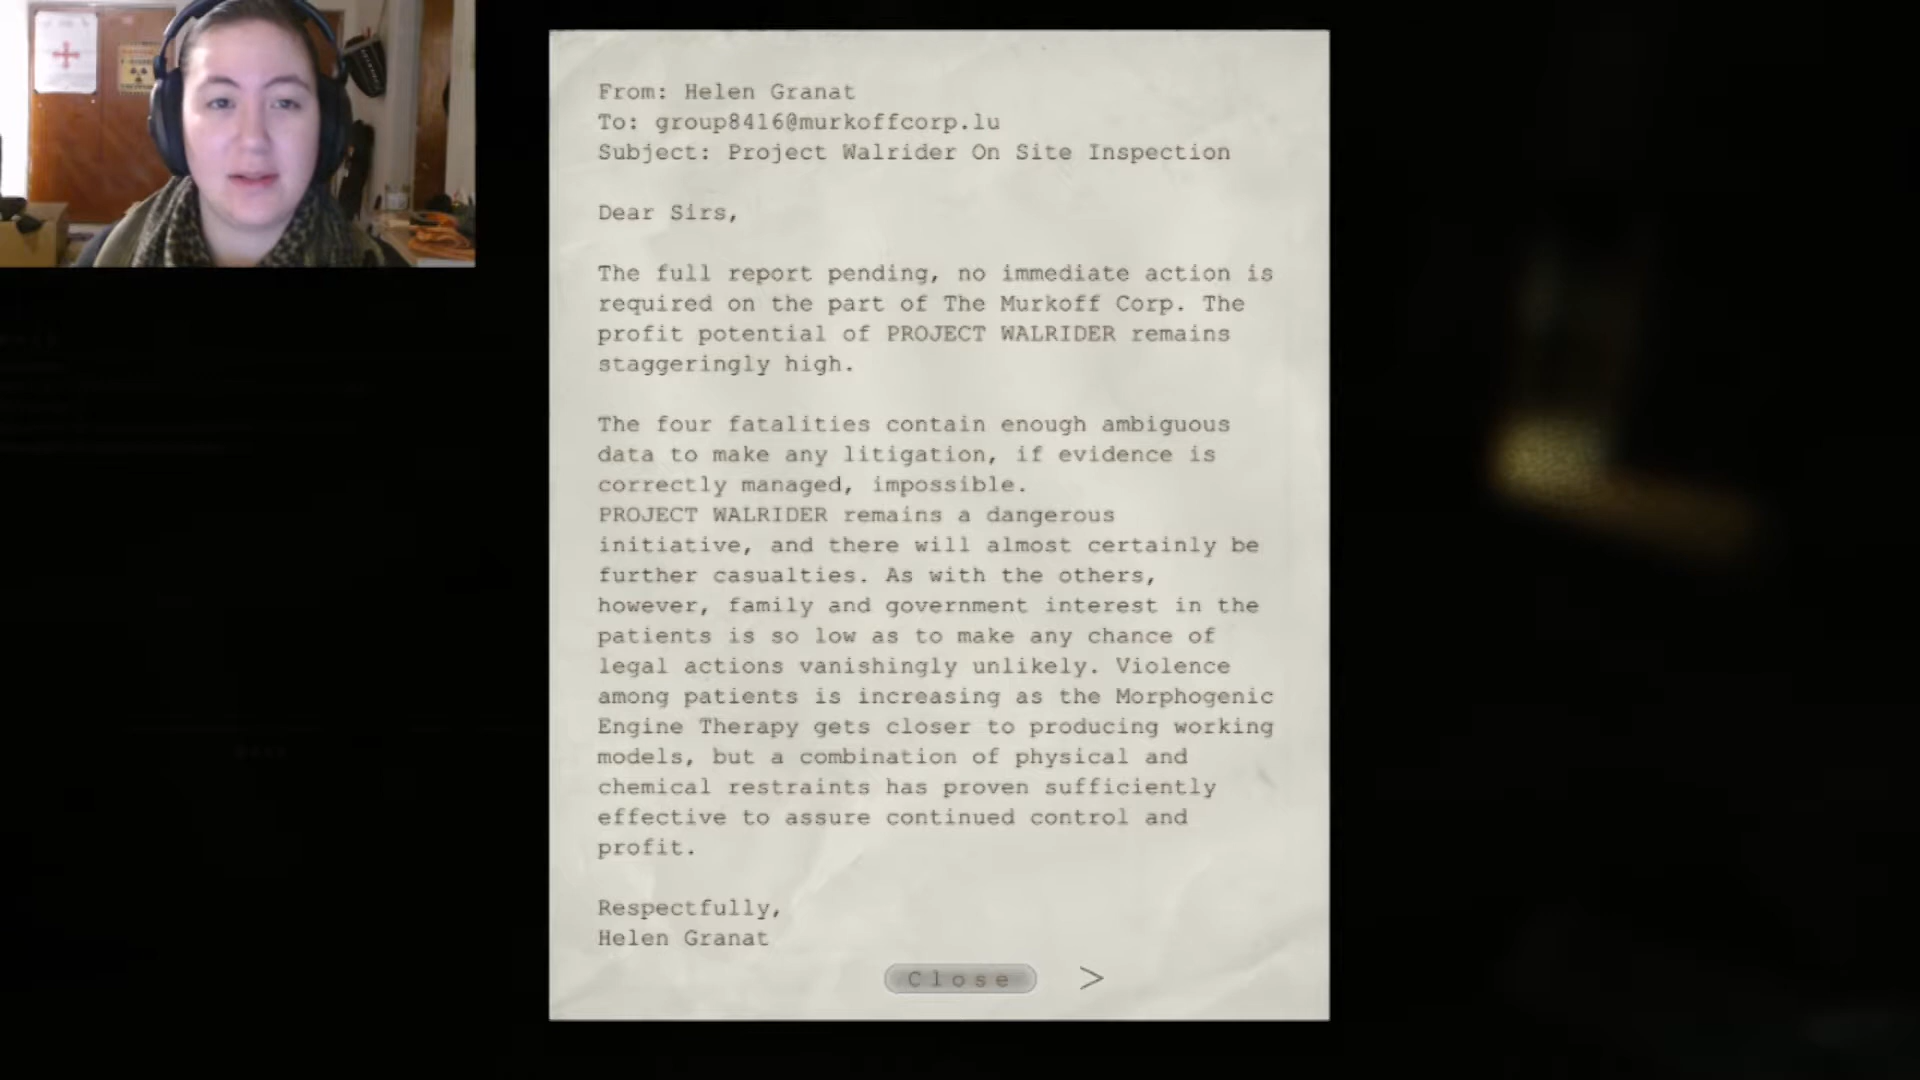 From: Helen Granat
To: group8416@murkoffcorp.lu
Subject: Project Walrider On Site Inspection
Dear Sirs,
The full report pending, no immediate action is
required on the part of The Murkoff Corp. The
profit potential of PROJECT WALRIDER remains
staggeringly high.
The four fatalities contain enough ambiguous
data to make any litigation, if evidence is
correctly managed, impossible.
PROJECT WALRIDER remains a dangerous
initiative, and there will almost certainly be
further casualties. As with the others,
however, family and government interest in the
patients is so low as to make any chance of
legal actions vanishingly unlikely. Violence
among patients is increasing as the Morphogenic
Engine Therapy gets closer to producing working
models, but a combination of physical and
chemical restraints has proven sufficiently
effective to assure continued control and
profit.
Respectfully,
Helen Granat
Close >